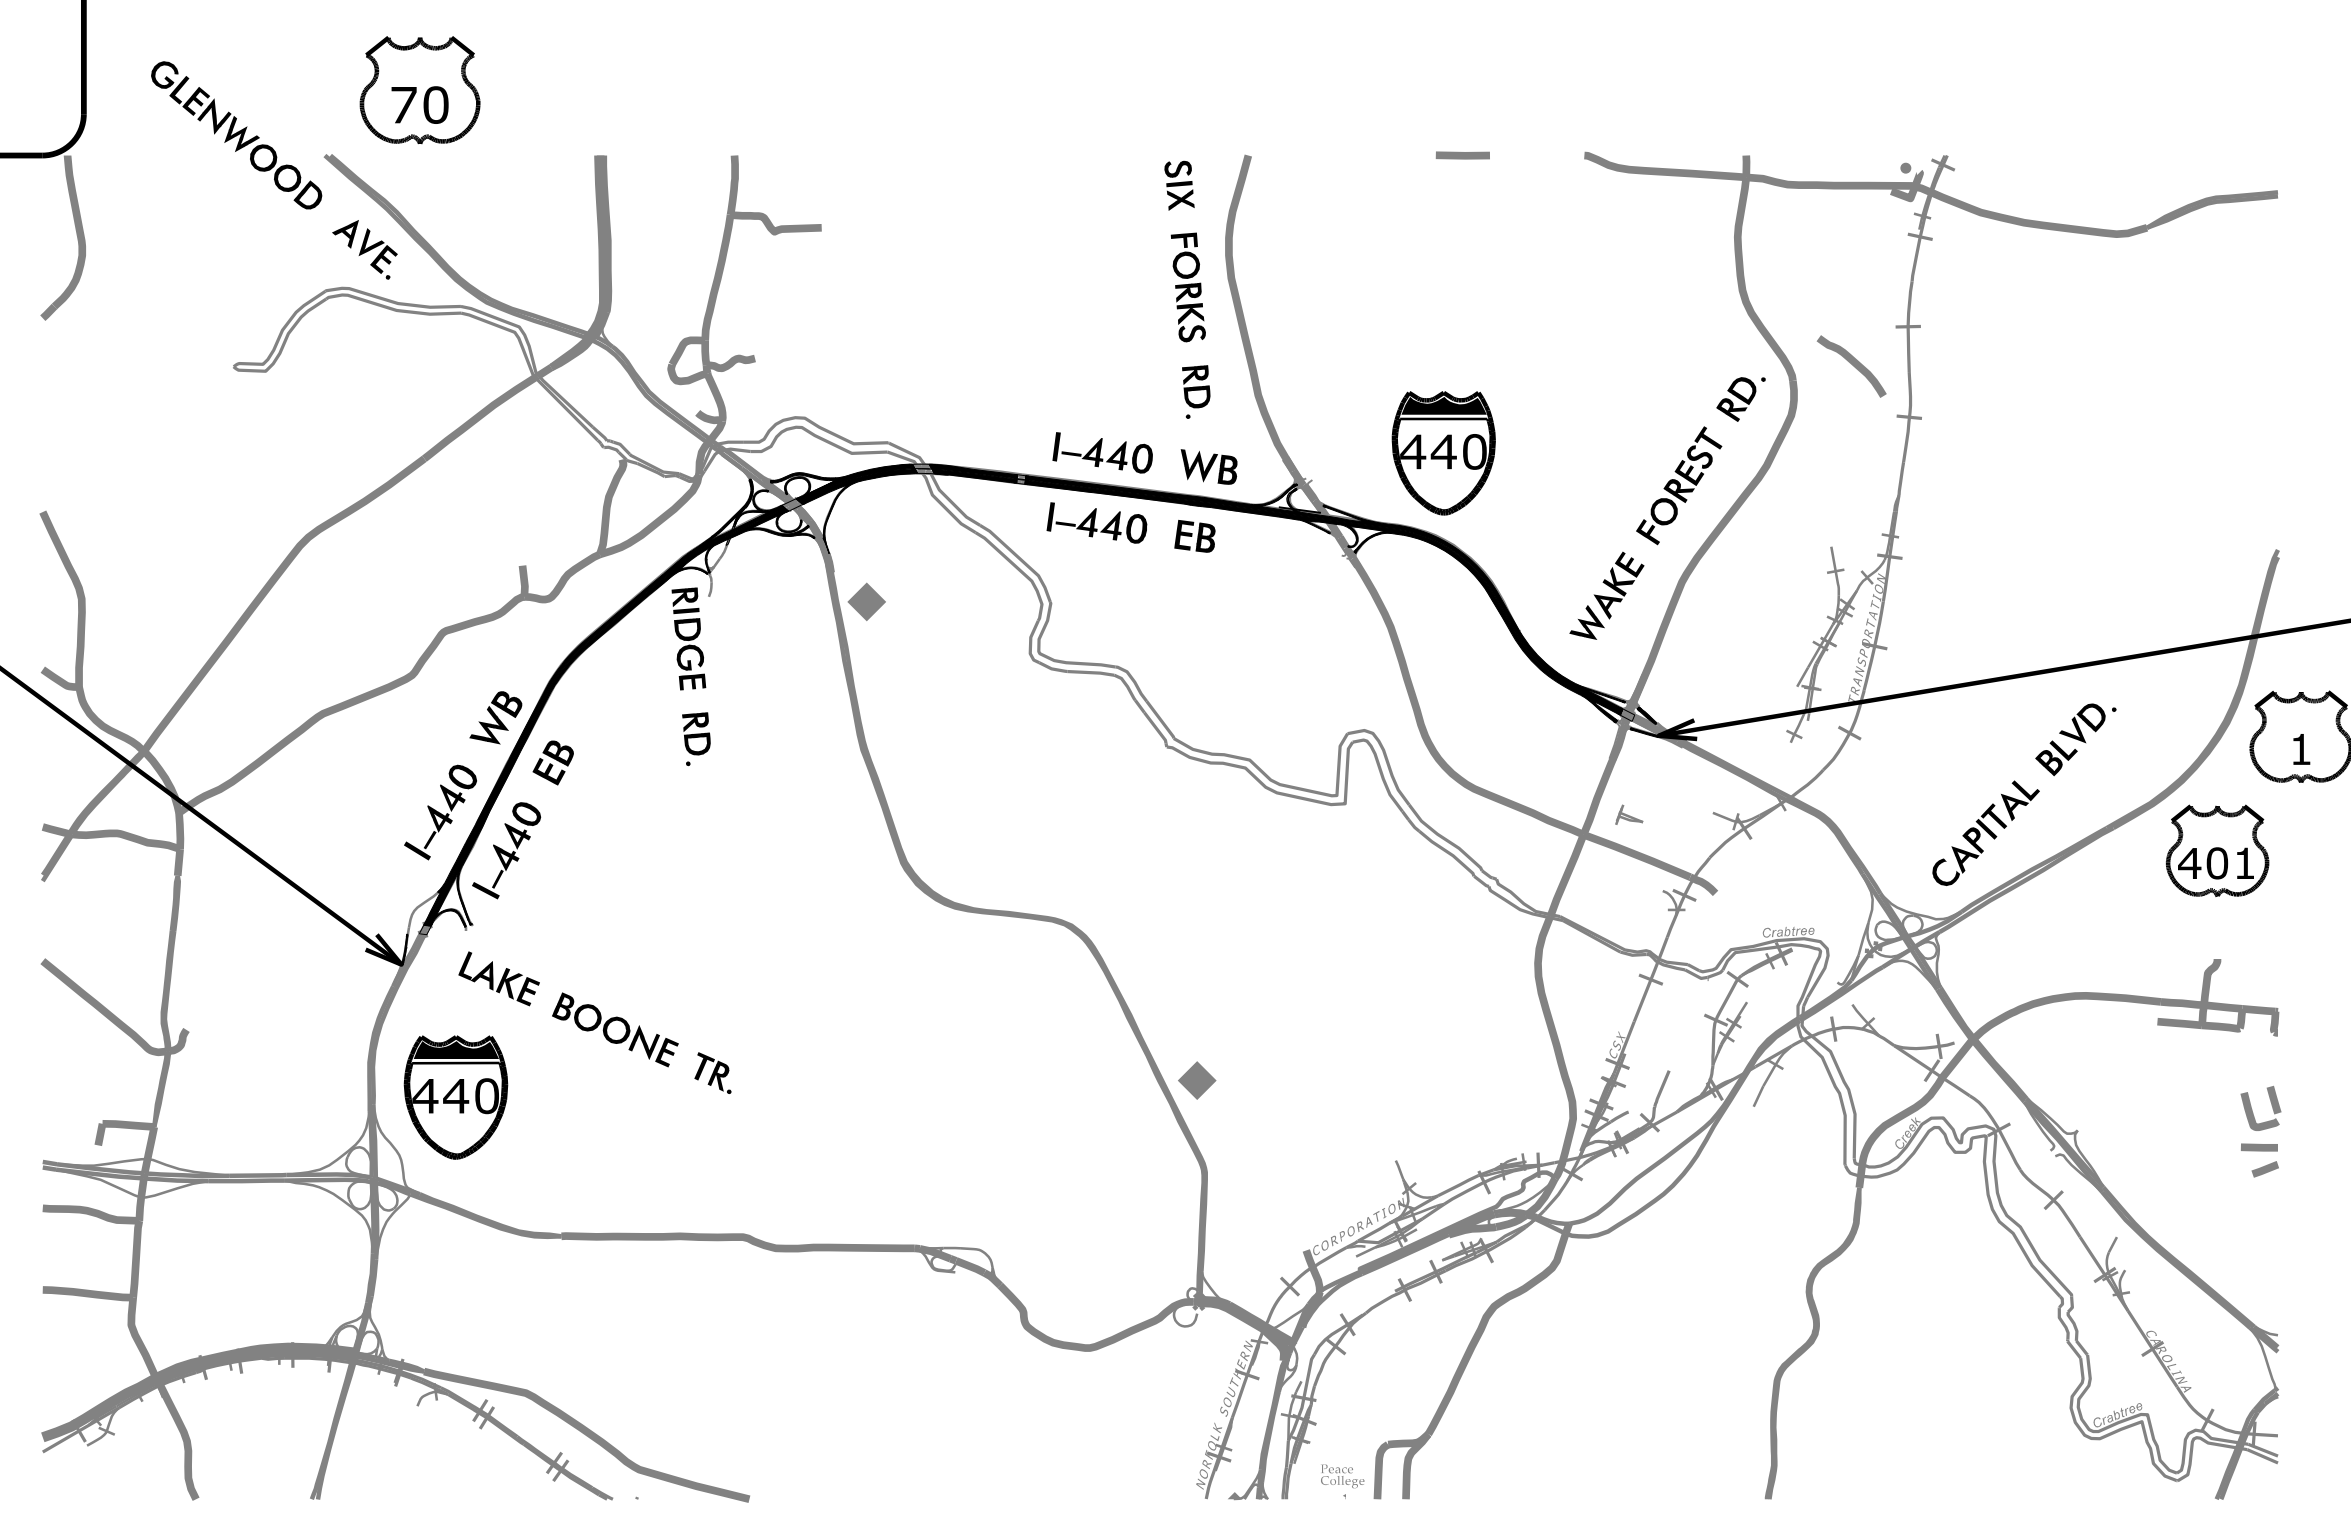 70
GLENWOOD AVE.
SIX FORKS RD.
440
I-440 WB
I-440 EB
WAKE FOREST RD.
TRANSPORTATION
RIDGE RD.
I-440 WB
I-440 EB
1
CAPITAL BLVD.
401
Crabtree
LAKE BOONE TR.
440
CSX
Creek
CORPORATION
NORFOLK SOUTHERN
CAROLINA
Crabtree
Peace
College